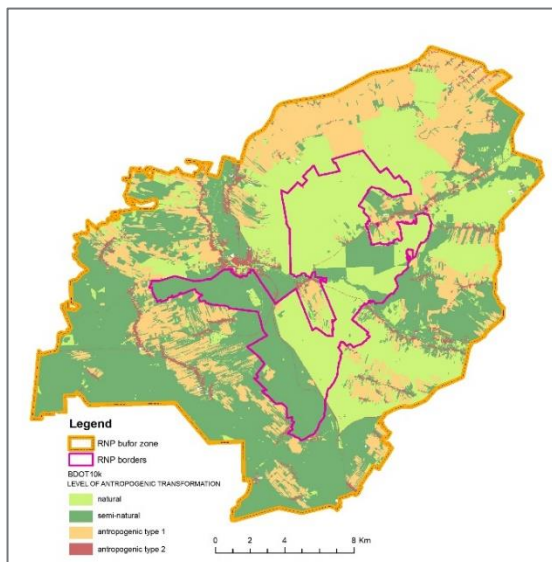 Legend
RNP bufor zone
RNP borders
BDOT10k
LEVEL OF ANTROPOGENIC TRANSFORMATION
natural
semi-natural
antropogenic type 1
antropogenic type 2
0 2 4 8 Km